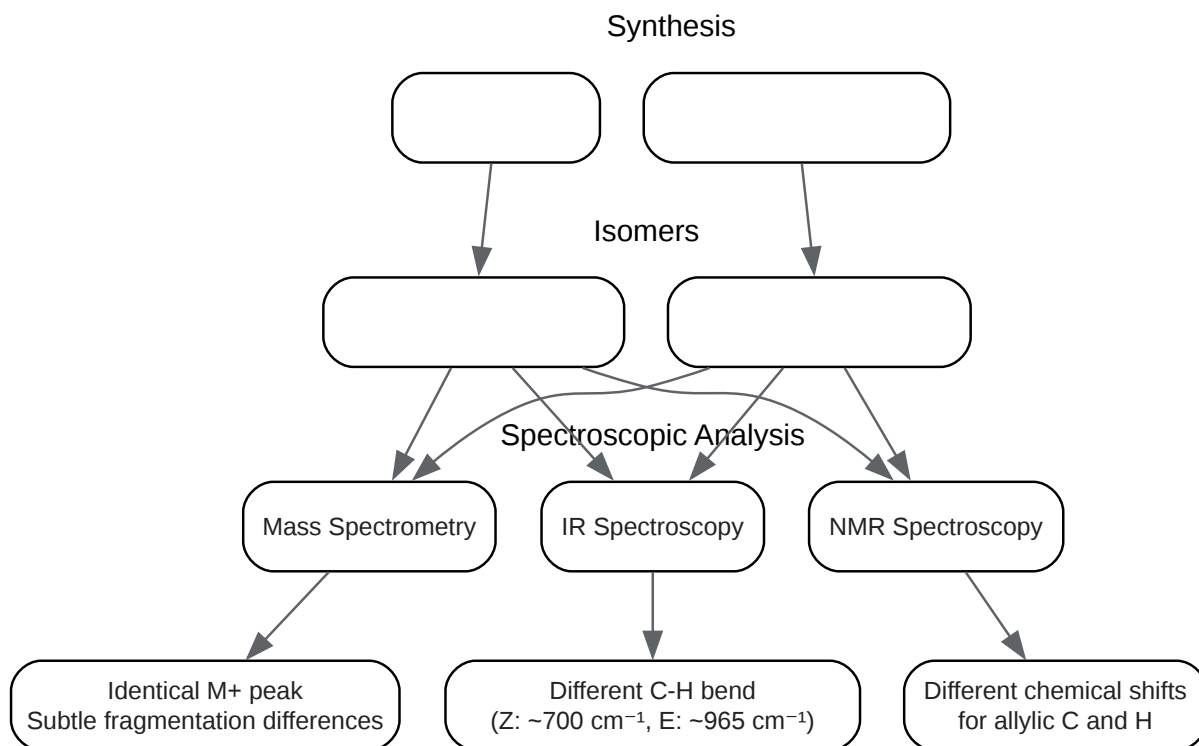 Synthesis
Isomers
Spectroscopic Analysis
Mass Spectrometry
IR Spectroscopy
NMR Spectroscopy
Identical M+ peak
Subtle fragmentation differences
Different C-H bend
(Z: ~700 cm⁻¹, E: ~965 cm⁻¹)
Different chemical shifts
for allylic C and H